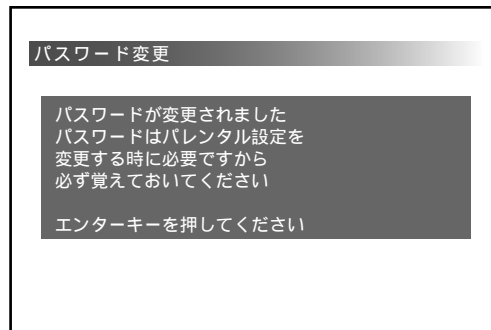 パスワード変更
パスワードが変更されました
パスワードはパレンタル設定を
変更する時に必要ですから
必ず覚えておいてください
エンターキーを押してください